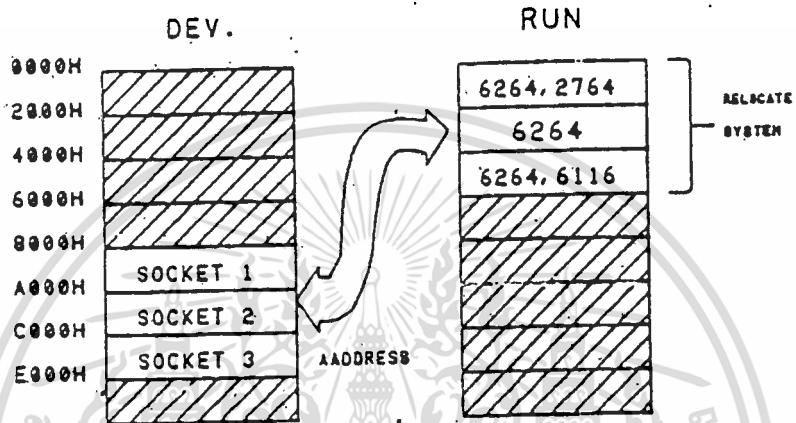 DEV.
RUN
0000H
2000H
4000H
6000H
8000H
A000H
C000H
E000H
SOCKET 1
SOCKET 2
SOCKET 3
AADDRESS
6264, 2764
6264
6264, 6116
RELOCATE
SYSTEM